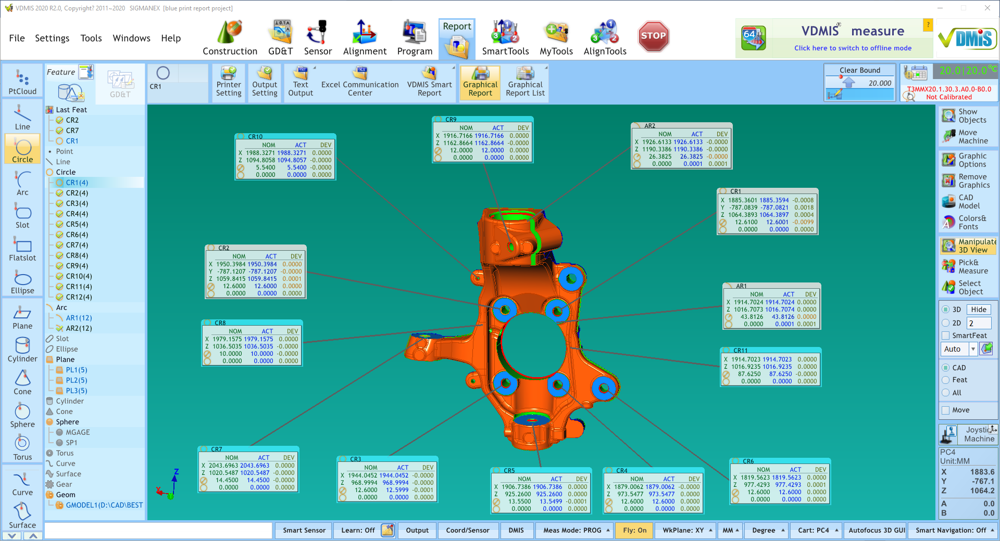 VDMIS 2020 R2.0, Copyright? 2011~2020 SIGMANEX [blue print report project]
File Settings Tools Windows Help
Construction GD&T Sensor Alignment Program Report SmartTools MyTools AlignTools STOP
64 VDMIS® measure ?
Click here to switch to offline mode
VDMIS
PtCloud
Line
Circle
Arc
Slot
Flatslot
Ellipse
Plane
Cylinder
Cone
Sphere
Torus
Curve
Surface
Feature
GD&T
Last Feat
CR2
CR7
CR1
Point
Line
Circle
CR1(4)
CR2(4)
CR3(4)
CR4(4)
CR5(4)
CR6(4)
CR7(4)
CR8(4)
CR9(4)
CR10(4)
CR11(4)
CR12(4)
Arc
AR1(12)
AR2(12)
Slot
Ellipse
Plane
PL1(5)
PL2(5)
PL3(5)
Cylinder
Cone
Sphere
MGAGE
SP1
Torus
Curve
Surface
Gear
Geom
GMODEL1(D:\CAD\BEST
CR1
Printer Setting
Output Setting
Text Output
Excel Communication Center
VDMIS Smart Report
Graphical Report
Graphical Report List
Clear Bound
20.000
20.0|20.0°C
T3MMX20.1.30.3.A0.0-B0.0
Not Calibrated
CR10
NOM ACT DEV
X 1988.3271 1988.3271 0.0000
Z 1094.8058 1094.8057 -0.0000
5.5400 5.5400 -0.0000
0.0000 0.0000 0.0000
CR9
NOM ACT DEV
X 1916.7166 1916.7166 0.0000
Z 1162.8664 1162.8664 -0.0000
12.0000 12.0000 0.0000
0.0000 0.0000 0.0000
AR2
NOM ACT DEV
X 1926.6133 1926.6133 -0.0000
Z 1190.3386 1190.3386 -0.0000
26.3825 26.3825 -0.0000
0.0000 0.0001 0.0001
CR1
X 1885.3601 1885.3594 -0.0008
Y -787.0839 -787.0821 0.0018
Z 1064.3893 1064.3897 0.0004
12.6100 12.6001 -0.0099
0.0000 0.0000 0.0000
CR2
NOM ACT DEV
X 1950.3984 1950.3984 0.0000
Y -787.1207 -787.1207 -0.0000
Z 1059.8415 1059.8415 0.0001
12.6000 12.6000 0.0000
0.0000 0.0000 0.0000
AR1
NOM ACT DEV
X 1914.7024 1914.7024 0.0000
Z 1016.7073 1016.7074 0.0000
43.8126 43.8126 0.0000
0.0000 0.0001 0.0001
CR8
NOM ACT DEV
X 1979.1575 1979.1575 0.0000
Z 1036.5035 1036.5035 -0.0000
10.0000 10.0000 -0.0000
0.0000 0.0000 0.0000
CR11
NOM ACT DEV
X 1914.7023 1914.7023 0.0000
Z 1016.9235 1016.9235 0.0000
87.6250 87.6250 -0.0000
0.0000 0.0000 0.0000
CR7
NOM ACT DEV
X 2043.6963 2043.6963 0.0000
Z 1020.5487 1020.5487 -0.0000
14.4500 14.4500 -0.0000
0.0000 0.0000 0.0000
CR3
NOM ACT DEV
X 1944.0452 1944.0452 -0.0000
Z 968.9994 968.9994 -0.0000
12.6000 12.5999 -0.0001
0.0000 0.0000 0.0000
CR5
NOM ACT DEV
X 1906.7386 1906.7386 0.0000
Z 925.2600 925.2600 0.0000
13.5500 13.5499 -0.0001
0.0000 0.0000 0.0000
CR4
NOM ACT DEV
X 1879.0062 1879.0062 -0.0000
Z 973.5477 973.5477 0.0000
12.6000 12.6000 -0.0000
0.0000 0.0000 0.0000
CR6
NOM ACT DEV
X 1819.5623 1819.5623 0.0000
Z 977.4293 977.4293 0.0001
12.6000 12.6000 0.0000
0.0000 0.0000 0.0000
Z
X
Y
Show Objects
Move Machine
Graphic Options
Remove Graphics
CAD Model
Colors& Fonts
Manipulate 3D View
Pick& Measure
Select Object
3D Hide
2D 2
SmartFeat
Auto
CAD
Feat
All
Move
Joystic Machine
PC4
Unit:MM
X 1883.6
Y -767.1
Z 1064.2
A 0.0
B 0.0
Smart Sensor Learn: Off Output Coord/Sensor DMIS Meas Mode: PROG Fly: On WkPlane: XY MM Degree Cart: PC4 Autofocus 3D GUI Smart Navigation: Off